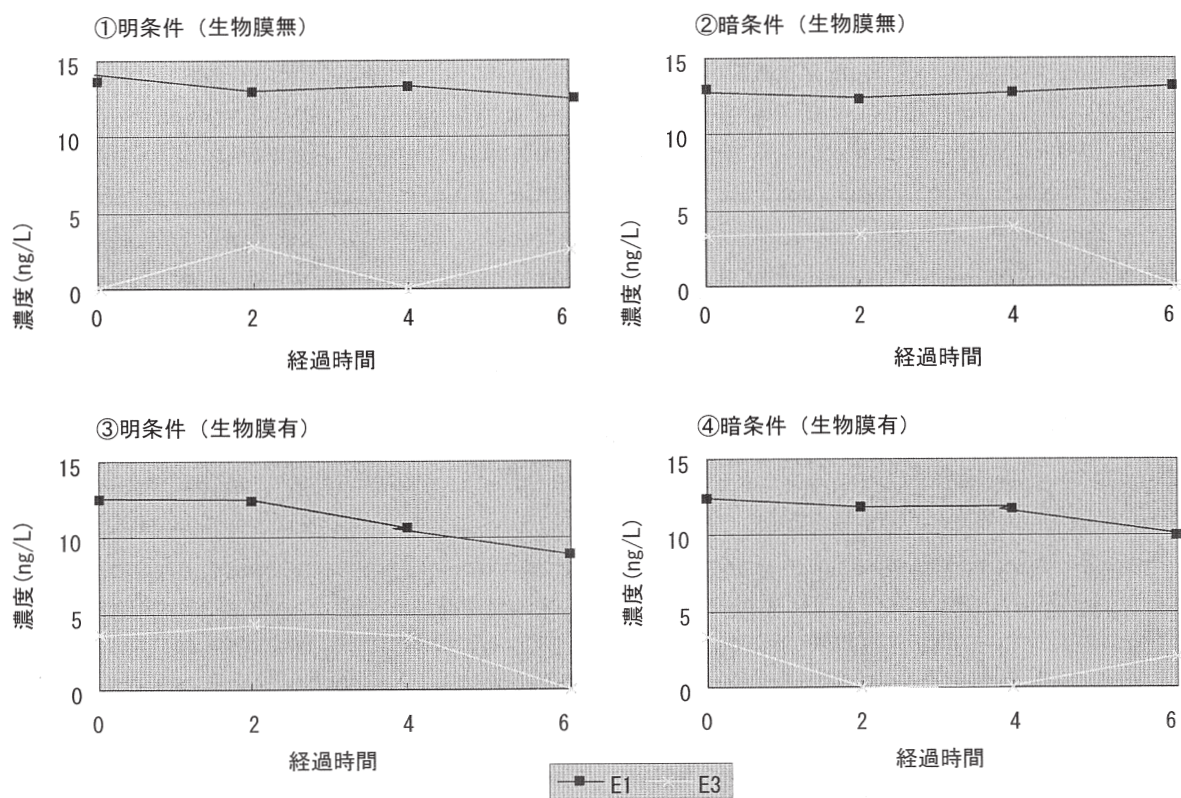 ①明条件（生物膜無）
15
10
5
0
濃度(ng/L)
0 2 4 6
経過時間
②暗条件（生物膜無）
15
10
5
0
濃度(ng/L)
0 2 4 6
経過時間
③明条件（生物膜有）
15
10
5
0
濃度(ng/L)
0 2 4 6
経過時間
④暗条件（生物膜有）
15
10
5
0
濃度(ng/L)
0 2 4 6
経過時間
E1 E3